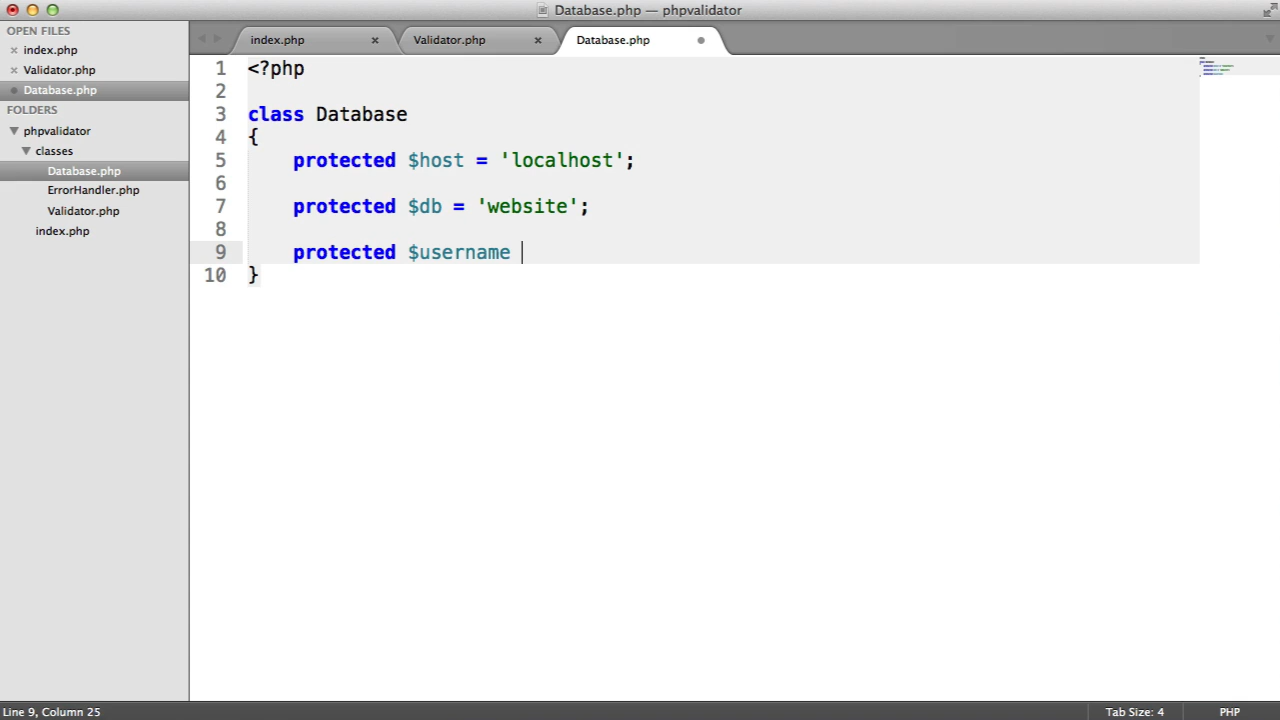 Database.php — phpvalidator
OPEN FILES
index.php
Validator.php
Database.php
FOLDERS
phpvalidator
classes
Database.php
ErrorHandler.php
Validator.php
index.php
index.php Validator.php Database.php
1 <?php
2
3 class Database
4 {
5 protected $host = 'localhost';
6
7 protected $db = 'website';
8
9 protected $username
10 }
Line 9, Column 25 Tab Size: 4 PHP